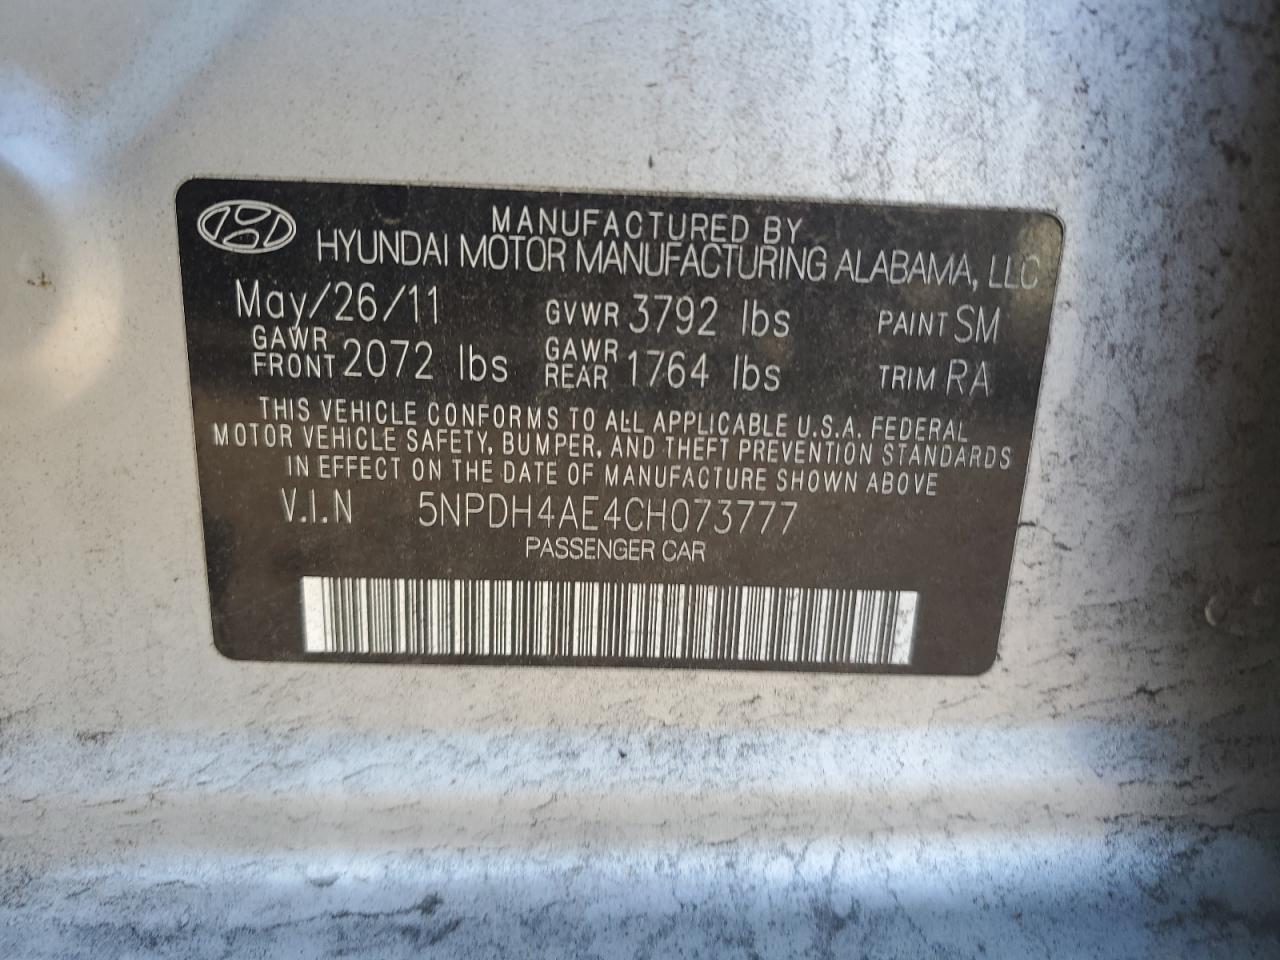 MANUFACTURED BY
HYUNDAI MOTOR MANUFACTURING ALABAMA, LLC
May/26/11 GVWR 3792 lbs PAINT SM
GAWR FRONT 2072 lbs GAWR REAR 1764 lbs TRIM RA
THIS VEHICLE CONFORMS TO ALL APPLICABLE U.S.A. FEDERAL
MOTOR VEHICLE SAFETY, BUMPER, AND THEFT PREVENTION STANDARDS
IN EFFECT ON THE DATE OF MANUFACTURE SHOWN ABOVE
V.I.N 5NPDH4AE4CH073777
PASSENGER CAR